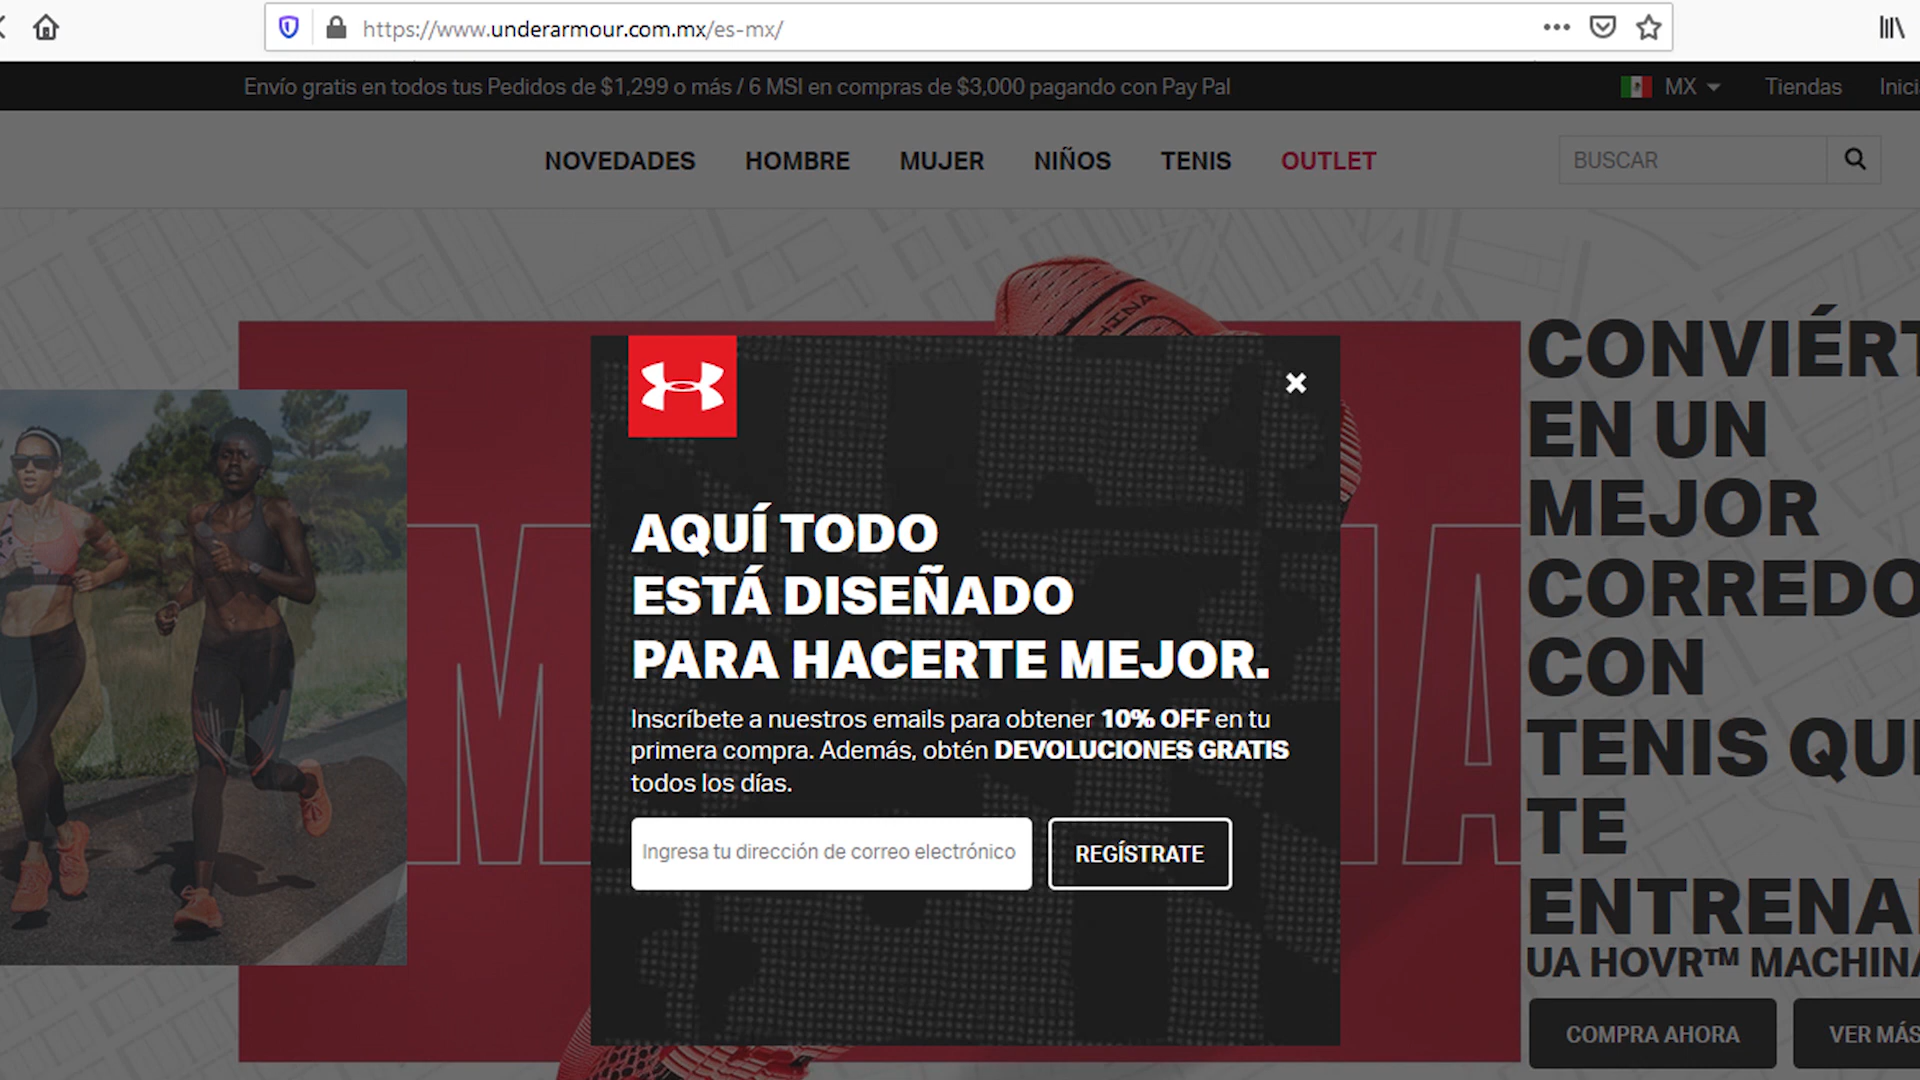 https://www.underarmour.com.mx/es-mx/
Envío gratis en todos tus Pedidos de $1,299 o más / 6 MSI en compras de $3,000 pagando con Pay Pal
MX
Tiendas
Inici
NOVEDADES
HOMBRE
MUJER
NIÑOS
TENIS
OUTLET
BUSCAR
AQUÍ TODO
ESTÁ DISEÑADO
PARA HACERTE MEJOR.
Inscríbete a nuestros emails para obtener 10% OFF en tu
primera compra. Además, obtén DEVOLUCIONES GRATIS
todos los días.
Ingresa tu dirección de correo electrónico
REGÍSTRATE
CONVIÉRT
EN UN
MEJOR
CORREDO
CON
TENIS QUE
TE
ENTRENA
UA HOVR™ MACHINA
COMPRA AHORA
VER MÁS